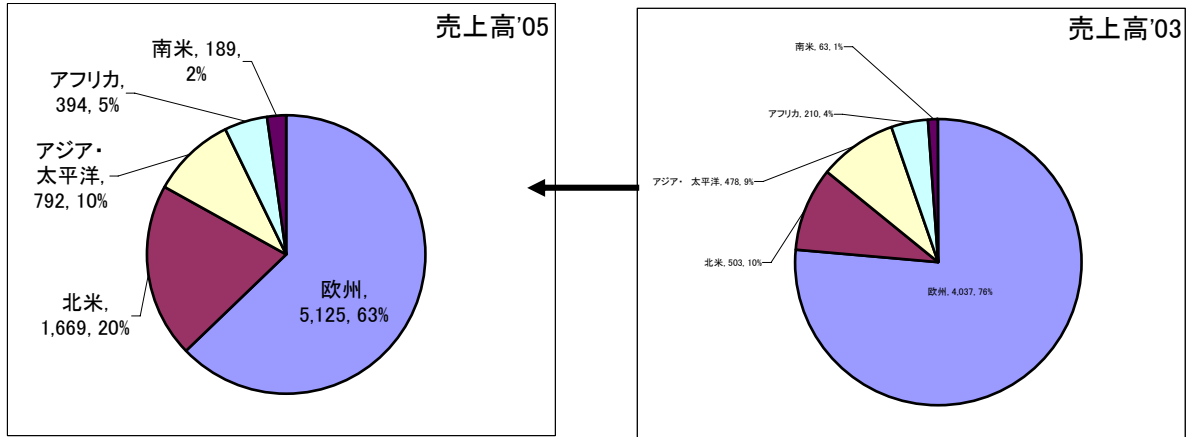 売上高'05
南米, 189,
2%
アフリカ,
394, 5%
アジア・
太平洋,
792, 10%
北米,
1,669, 20%
欧州,
5,125, 63%
売上高'03
南米, 63, 1%
アフリカ, 210, 4%
アジア・ 太平洋, 478, 9%
北米, 503, 10%
欧州, 4,037, 76%